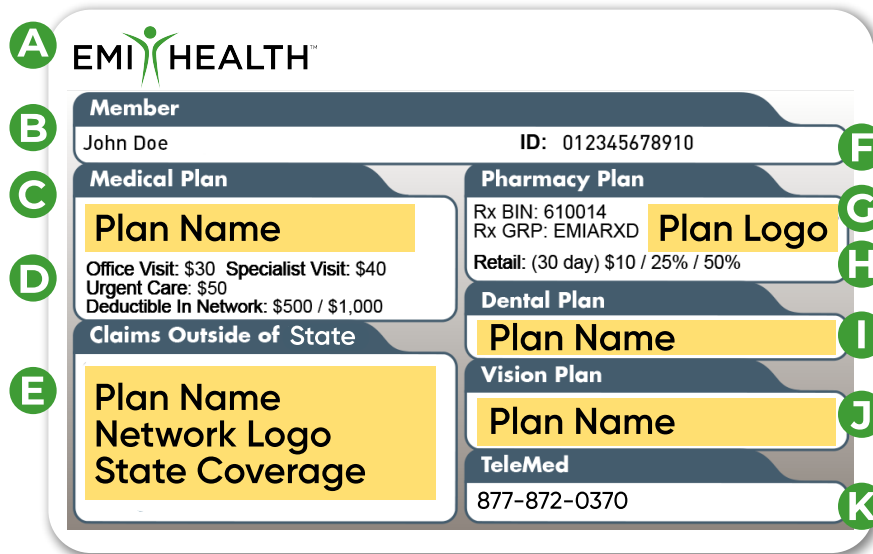 A
EMI HEALTH™
Member
B
John Doe
ID: 012345678910
F
C
Medical Plan
Plan Name
D
Office Visit: $30 Specialist Visit: $40
Urgent Care: $50
Deductible In Network: $500 / $1,000
Pharmacy Plan
G
Rx BIN: 610014
Rx GRP: EMIARXD
Plan Logo
H
Retail: (30 day) $10 / 25% / 50%
Claims Outside of State
E
Plan Name
Network Logo
State Coverage
Dental Plan
I
Plan Name
Vision Plan
J
Plan Name
TeleMed
877-872-0370
K